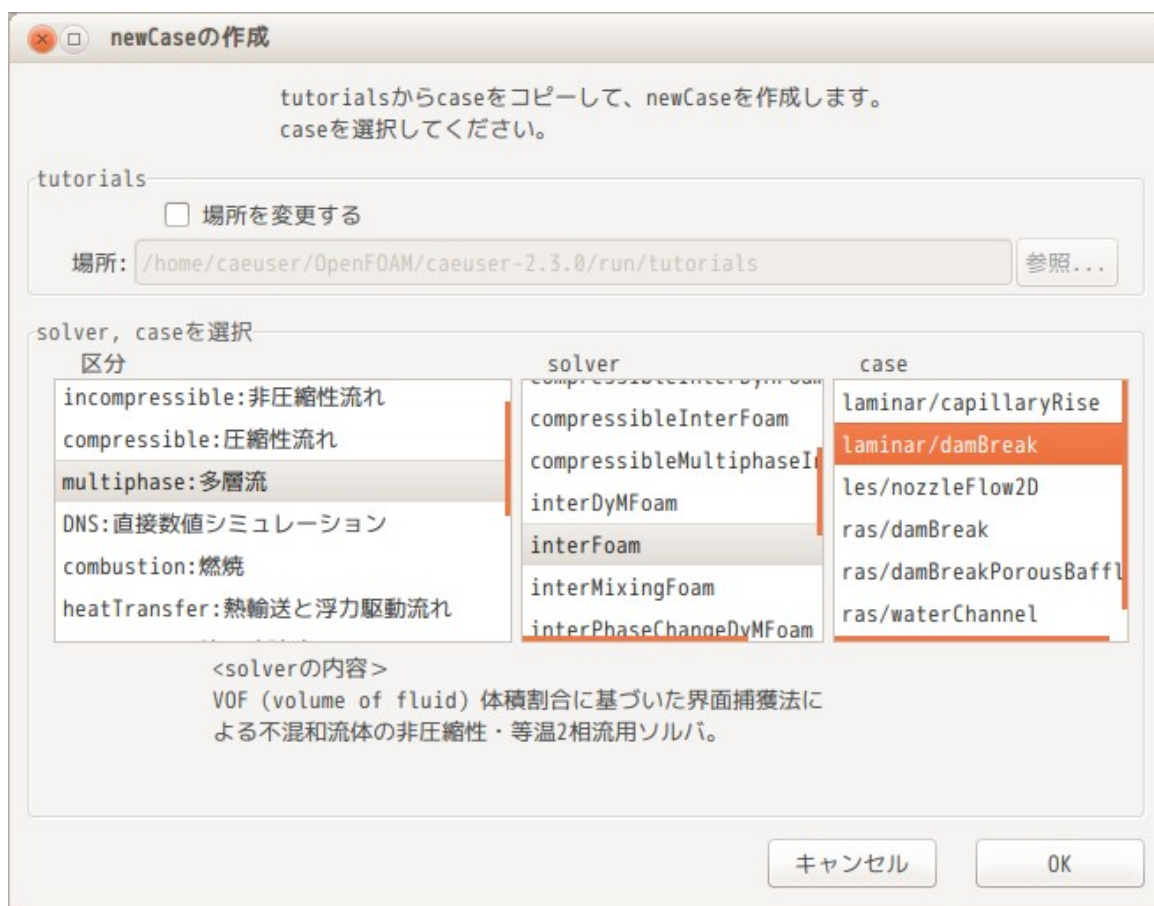 newCaseの作成
tutorialsからcaseをコピーして、newCaseを作成します。
caseを選択してください。
tutorials
場所を変更する
場所: /home/caeuser/OpenFOAM/caeuser-2.3.0/run/tutorials 参照...
solver, caseを選択
区分 solver case
incompressible:非圧縮性流れ
compressible:圧縮性流れ
multiphase:多層流
DNS:直接数値シミュレーション
combustion:燃焼
heatTransfer:熱輸送と浮力駆動流れ
compressibleInterFoam
compressibleMultiphaseI
interDyMFoam
interFoam
interMixingFoam
interPhaseChangeDyMFoam
laminar/capillaryRise
laminar/damBreak
les/nozzleFlow2D
ras/damBreak
ras/damBreakPorousBaffl
ras/waterChannel
<solverの内容>
VOF (volume of fluid) 体積割合に基づいた界面捕獲法に
よる不混和流体の非圧縮性・等温2相流用ソルバ。
キャンセル OK